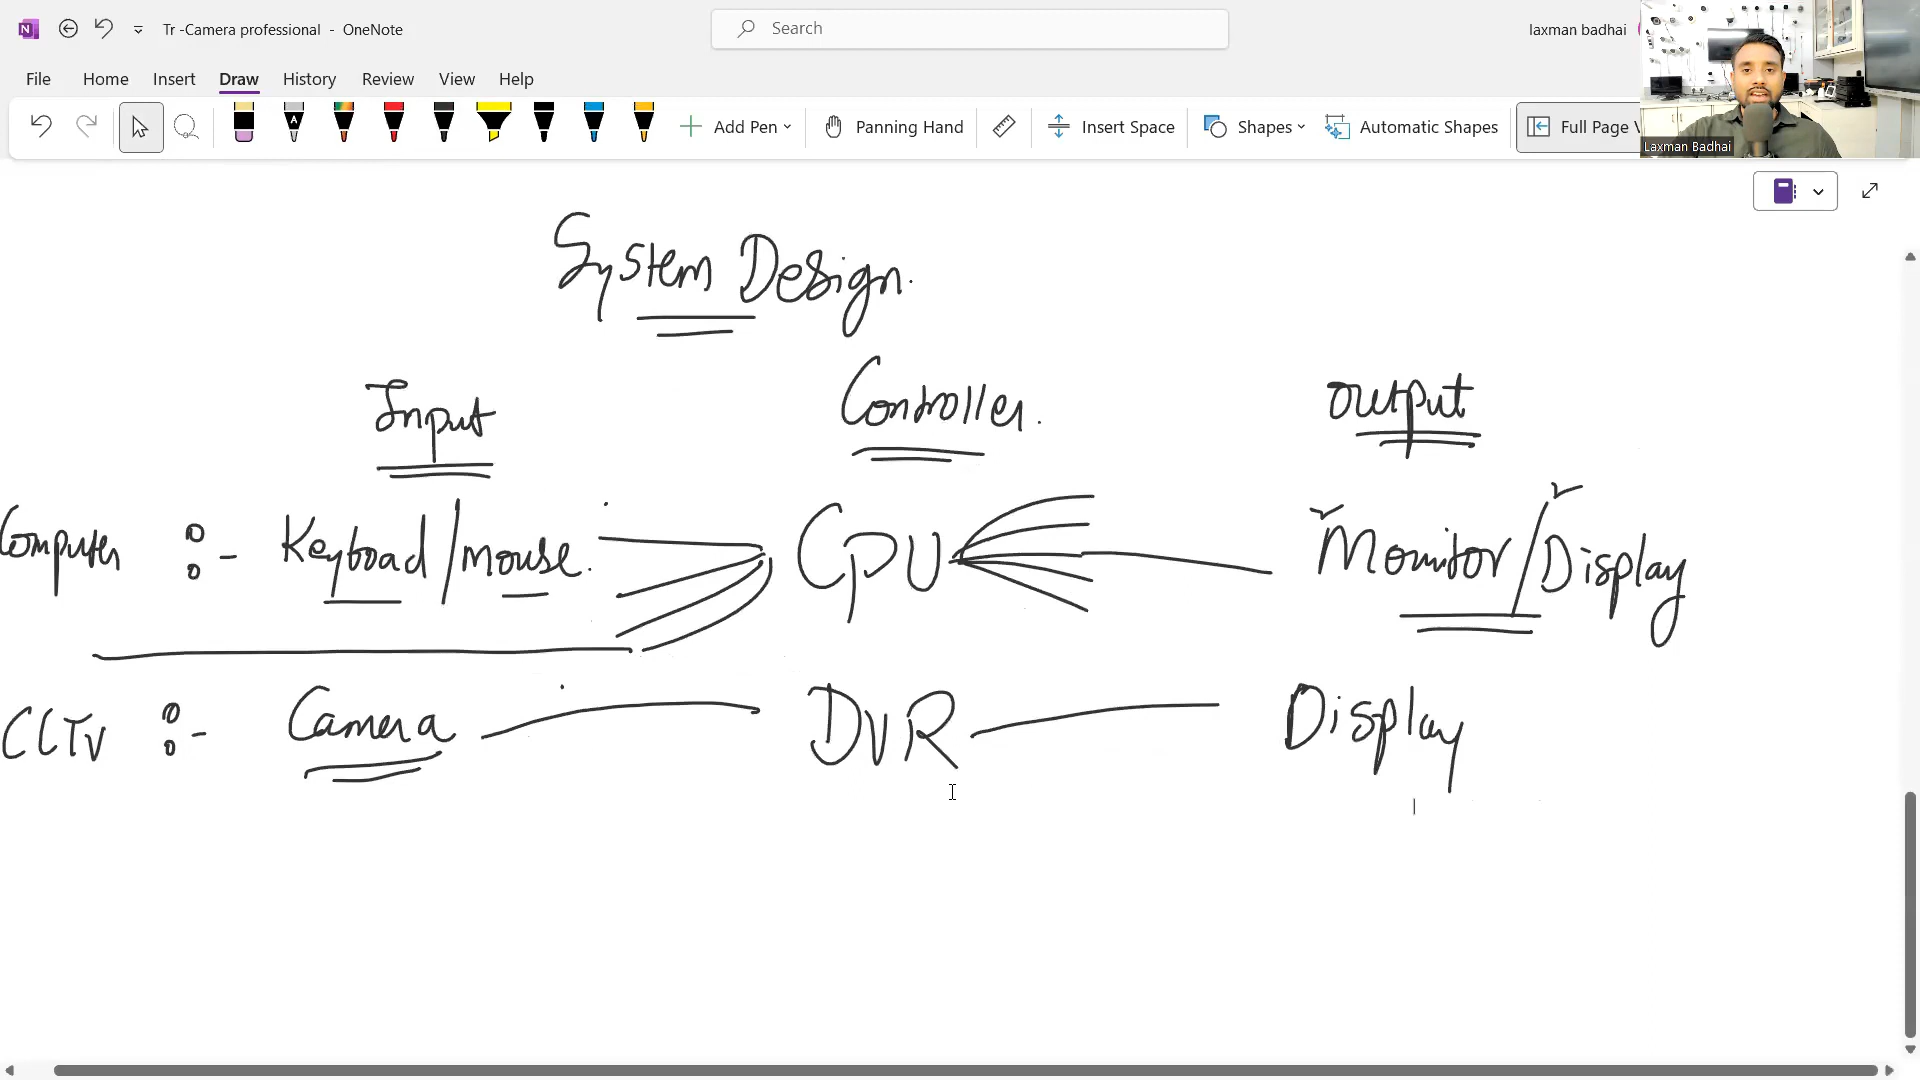 Tr -Camera professional - OneNote
Search
laxman badhai
File Home Insert Draw History Review View Help
A Add Pen Panning Hand Insert Space Shapes Automatic Shapes Full Page V
Laxman Badhai
System Design.
Input Controller. Output
Computer :- Keyboad/mouse. CPU Monitor/Display
CCTV :- Camera DVR Display